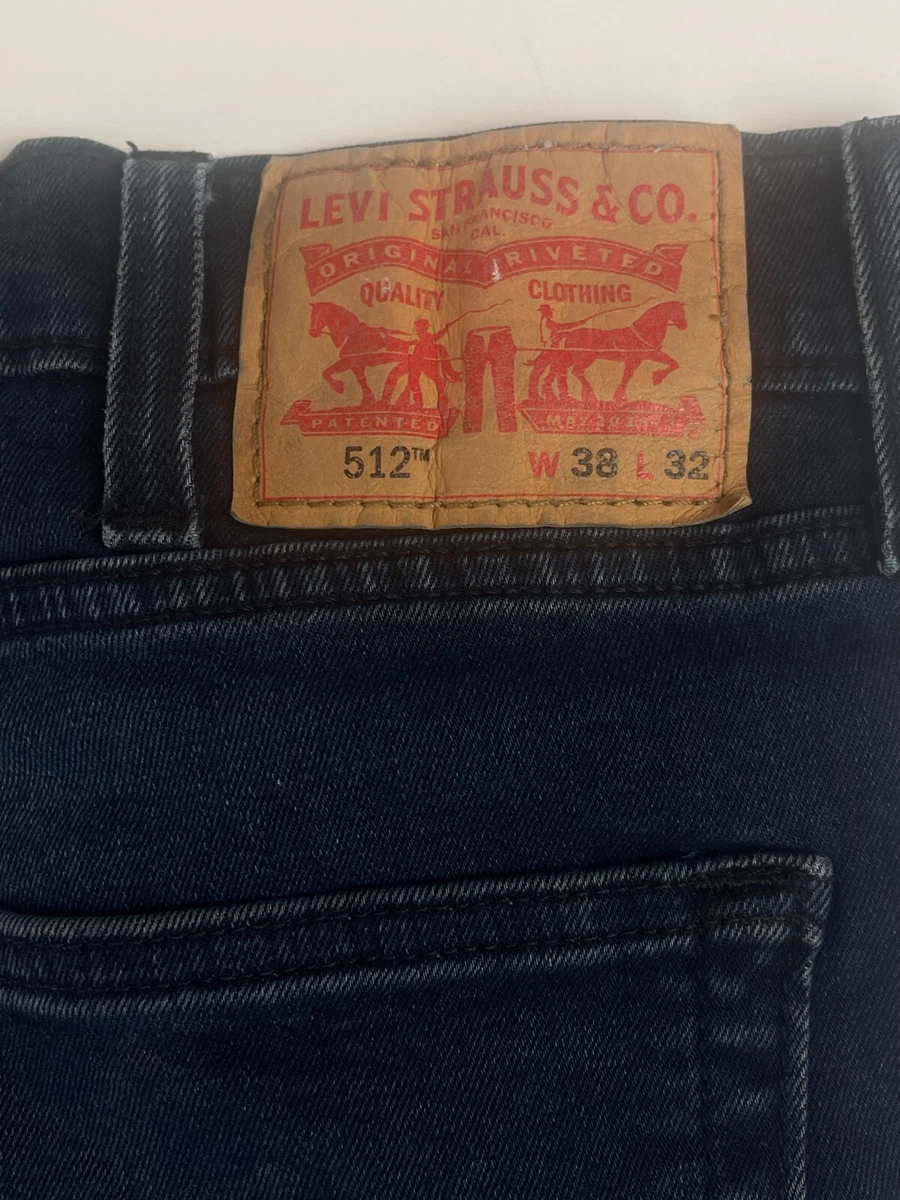 LEVI STRAUSS & CO.
SAN FRANCISCO
CAL.
ORIGINAL RIVETED
QUALITY CLOTHING
PATENTED
512™ W 38 L 32